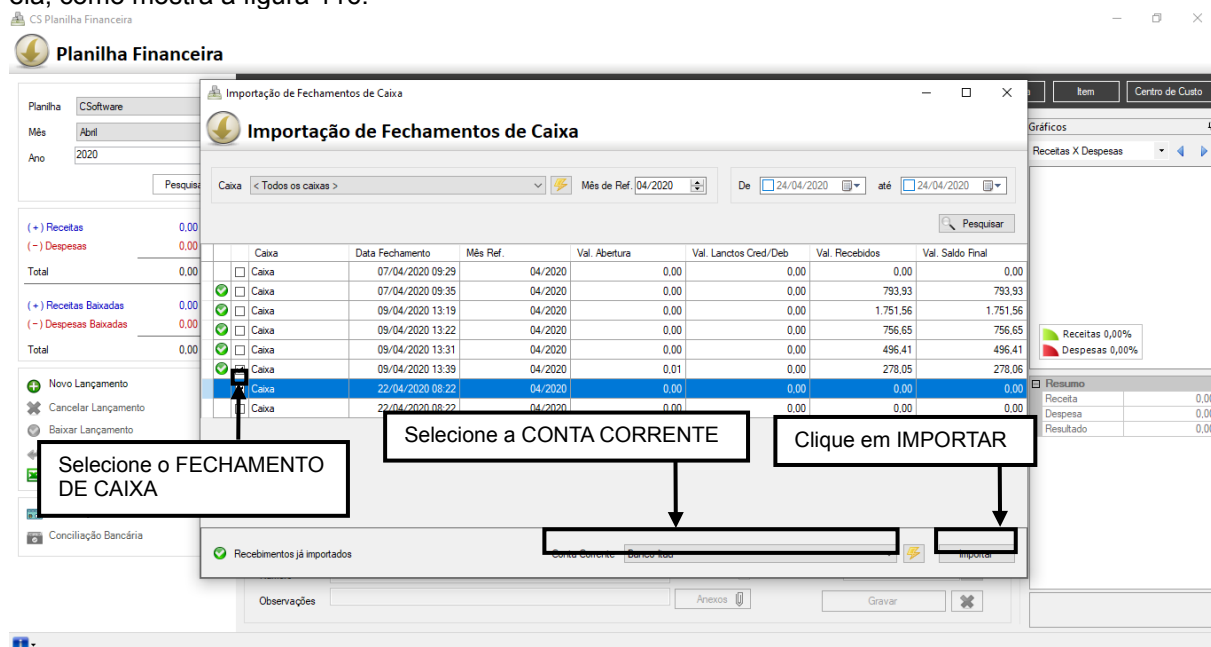 ela, como mostra a figura 110.
CS Planilha Financeira
Planilha Financeira
Planilha CSoftware
Mês Abril
Ano 2020
(+) Receitas 0,00
(-) Despesas 0,00
Total 0,00
(+) Receitas Baixadas 0,00
(-) Despesas Baixadas 0,00
Total 0,00
Novo Lançamento
Cancelar Lançamento
Baixar Lançamento
Conciliação Bancária
Importação de Fechamentos de Caixa
Importação de Fechamentos de Caixa
Caixa < Todos os caixas > Mês de Ref. 04/2020 De 24/04/2020 até 24/04/2020
Pesquisar
Caixa Data Fechamento Mês Ref. Val. Abertura Val. Lanctos Cred/Deb Val. Recebidos Val. Saldo Final
Caixa 07/04/2020 09:29 04/2020 0,00 0,00 0,00 0,00
Caixa 07/04/2020 09:35 04/2020 0,00 0,00 793,93 793,93
Caixa 09/04/2020 13:19 04/2020 0,00 0,00 1.751,56 1.751,56
Caixa 09/04/2020 13:22 04/2020 0,00 0,00 756,65 756,65
Caixa 09/04/2020 13:31 04/2020 0,00 0,00 496,41 496,41
Caixa 09/04/2020 13:39 04/2020 0,01 0,00 278,05 278,06
Caixa 22/04/2020 08:22 04/2020 0,00 0,00 0,00 0,00
Caixa 22/04/2020 08:22 04/2020 0,00 0,00 0,00 0,00
Selecione o FECHAMENTO
DE CAIXA
Selecione a CONTA CORRENTE
Clique em IMPORTAR
Recebimentos já importados
Conta Corrente Banco Itaú
Importar
Observações
Anexos
Gravar
Item
Centro de Custo
Gráficos
Receitas X Despesas
Receitas 0,00%
Despesas 0,00%
Resumo
Receita 0,00
Despesa 0,00
Resultado 0,00